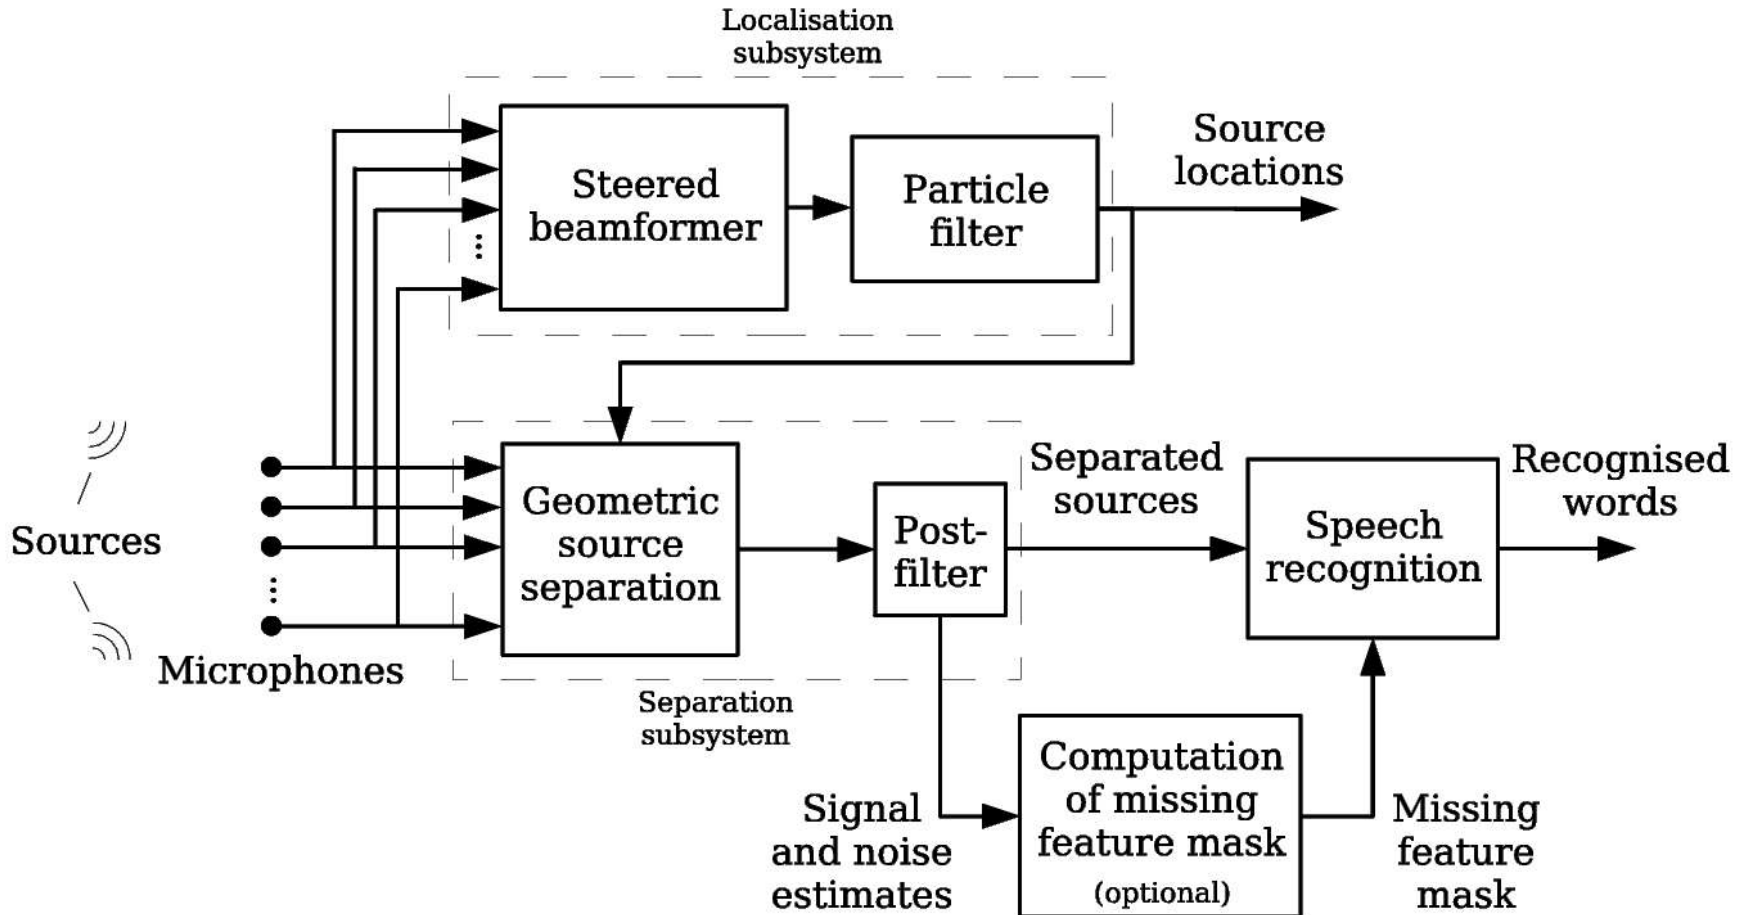 Localisation
subsystem
Steered
beamformer
Particle
filter
Source
locations
Sources
Microphones
Geometric
source
separation
Post-
filter
Separated
sources
Speech
recognition
Recognised
words
Separation
subsystem
Signal
and noise
estimates
Computation
of missing
feature mask
(optional)
Missing
feature
mask